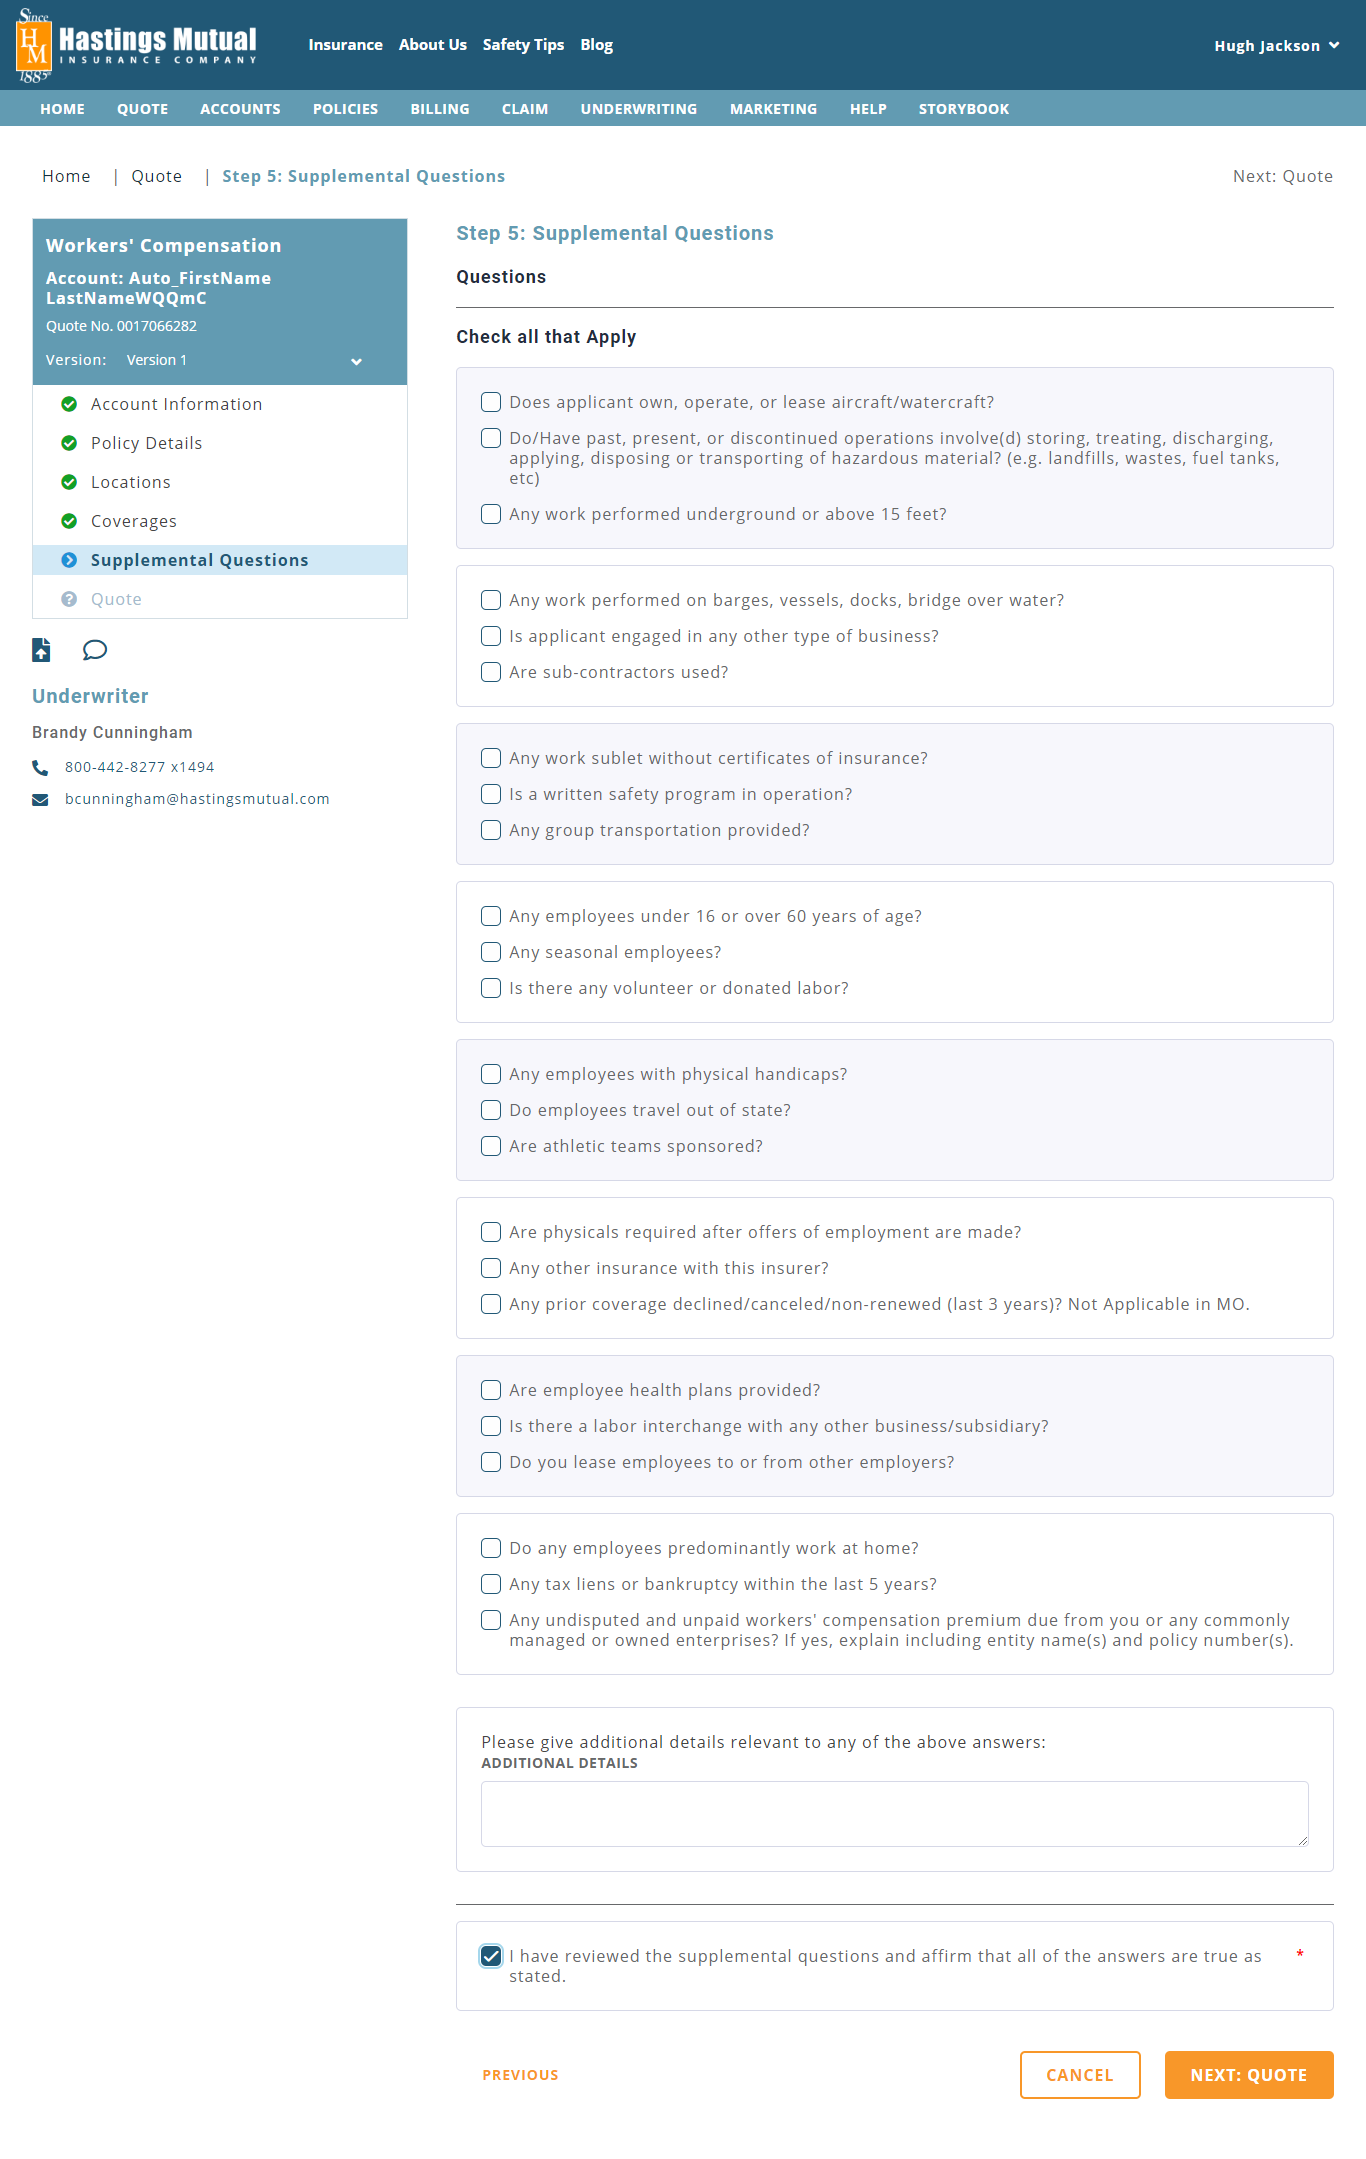 Since
HM
1885
Hastings Mutual
INSURANCE COMPANY
Insurance About Us Safety Tips Blog
Hugh Jackson
HOME QUOTE ACCOUNTS POLICIES BILLING CLAIM UNDERWRITING MARKETING HELP STORYBOOK
Home | Quote | Step 5: Supplemental Questions
Next: Quote
Workers' Compensation
Account: Auto_FirstName
LastNameWQQmC
Quote No. 0017066282
Version: Version 1
Account Information
Policy Details
Locations
Coverages
Supplemental Questions
Quote
Underwriter
Brandy Cunningham
800-442-8277 x1494
bcunningham@hastingsmutual.com
Step 5: Supplemental Questions
Questions
Check all that Apply
Does applicant own, operate, or lease aircraft/watercraft?
Do/Have past, present, or discontinued operations involve(d) storing, treating, discharging,
applying, disposing or transporting of hazardous material? (e.g. landfills, wastes, fuel tanks,
etc)
Any work performed underground or above 15 feet?
Any work performed on barges, vessels, docks, bridge over water?
Is applicant engaged in any other type of business?
Are sub-contractors used?
Any work sublet without certificates of insurance?
Is a written safety program in operation?
Any group transportation provided?
Any employees under 16 or over 60 years of age?
Any seasonal employees?
Is there any volunteer or donated labor?
Any employees with physical handicaps?
Do employees travel out of state?
Are athletic teams sponsored?
Are physicals required after offers of employment are made?
Any other insurance with this insurer?
Any prior coverage declined/canceled/non-renewed (last 3 years)? Not Applicable in MO.
Are employee health plans provided?
Is there a labor interchange with any other business/subsidiary?
Do you lease employees to or from other employers?
Do any employees predominantly work at home?
Any tax liens or bankruptcy within the last 5 years?
Any undisputed and unpaid workers' compensation premium due from you or any commonly
managed or owned enterprises? If yes, explain including entity name(s) and policy number(s).
Please give additional details relevant to any of the above answers:
ADDITIONAL DETAILS
I have reviewed the supplemental questions and affirm that all of the answers are true as *
stated.
PREVIOUS
CANCEL
NEXT: QUOTE